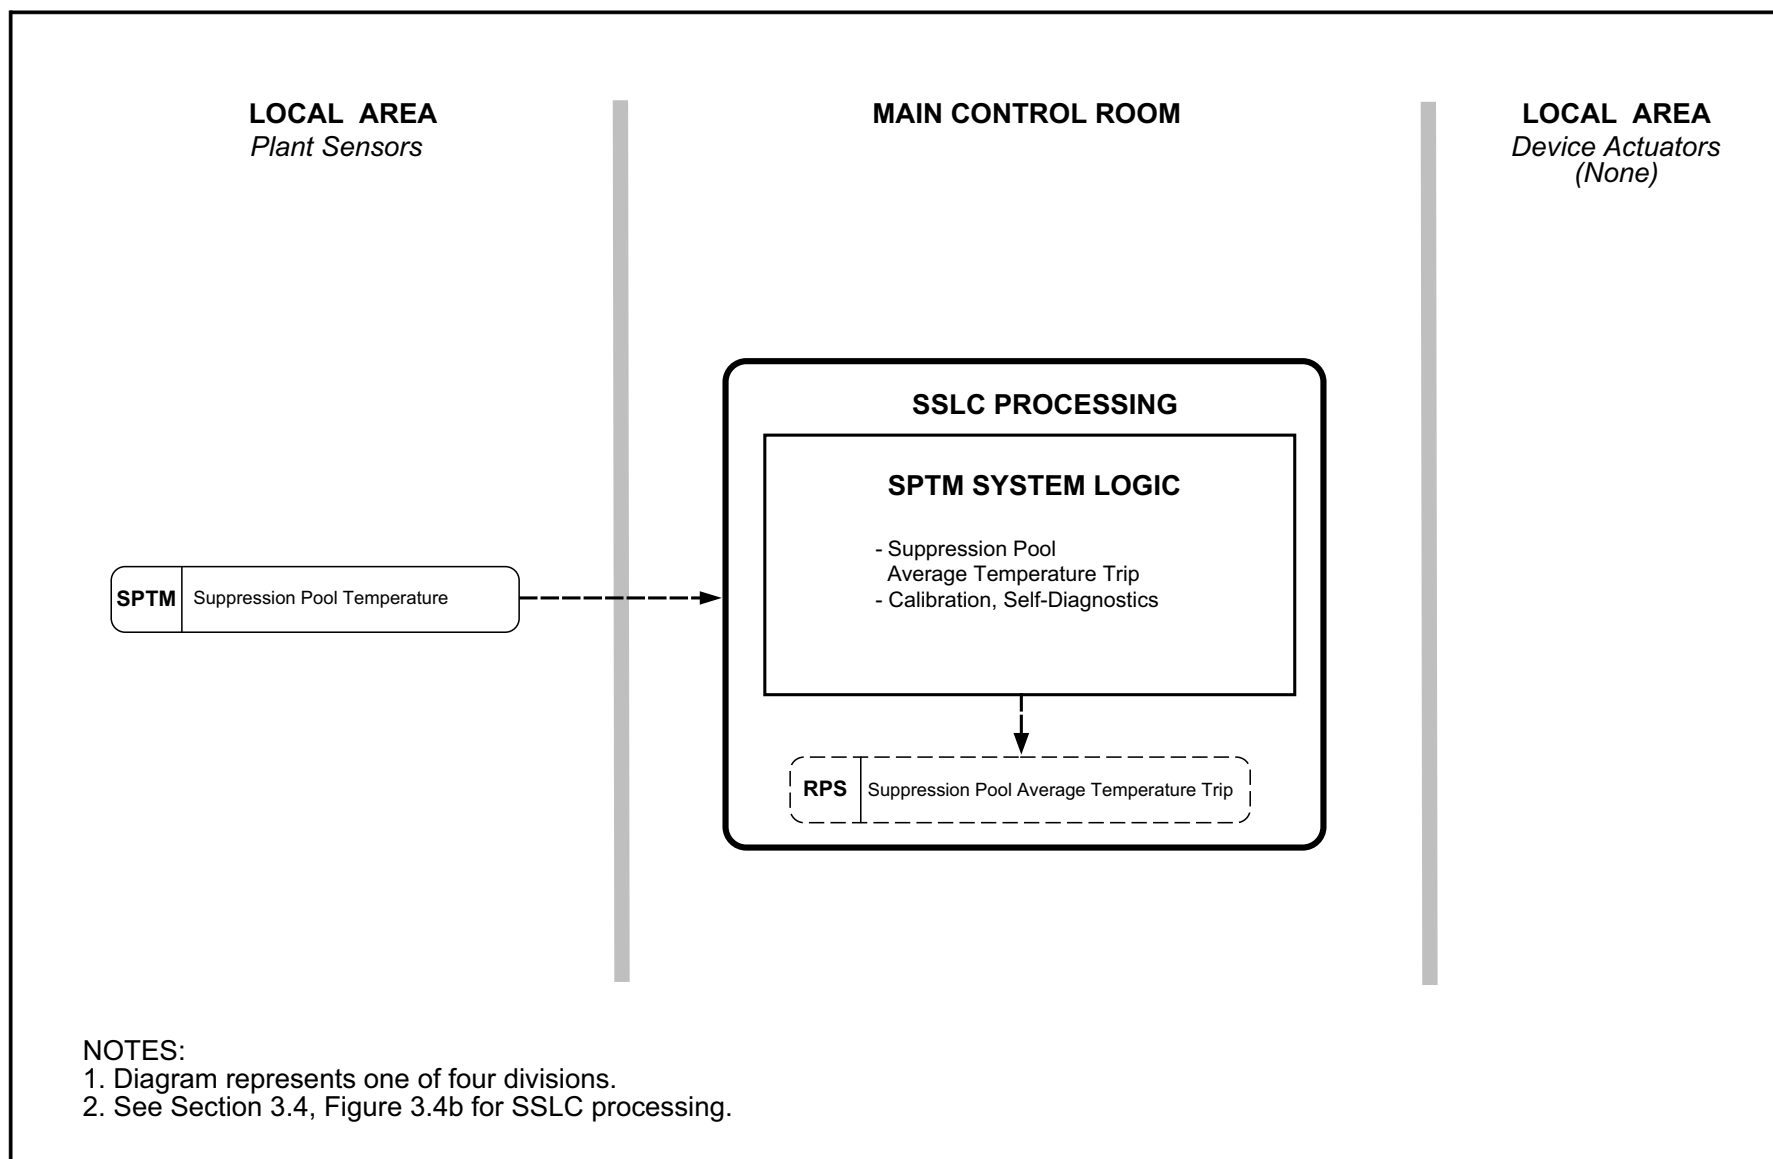 LOCAL AREA
Plant Sensors
MAIN CONTROL ROOM
LOCAL AREA
Device Actuators
(None)
SSLC PROCESSING
SPTM SYSTEM LOGIC
- Suppression Pool
Average Temperature Trip
- Calibration, Self-Diagnostics
SPTM Suppression Pool Temperature
RPS Suppression Pool Average Temperature Trip
NOTES:
1. Diagram represents one of four divisions.
2. See Section 3.4, Figure 3.4b for SSLC processing.